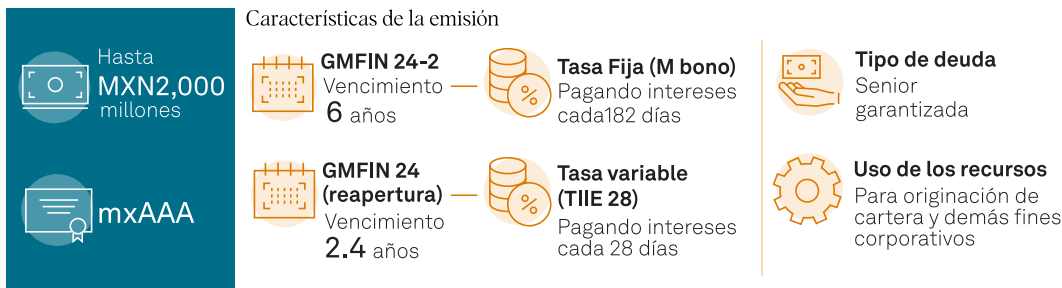 Características de la emisión
Hasta
MXN2,000
millones
mxAAA
GMFIN 24-2
Vencimiento
6 años
Tasa Fija (M bono)
Pagando intereses
cada182 días
GMFIN 24
(reapertura)
Vencimiento
2.4 años
Tasa variable
(TIIE 28)
Pagando intereses
cada 28 días
Tipo de deuda
Senior
garantizada
Uso de los recursos
Para originación de
cartera y demás fines
corporativos